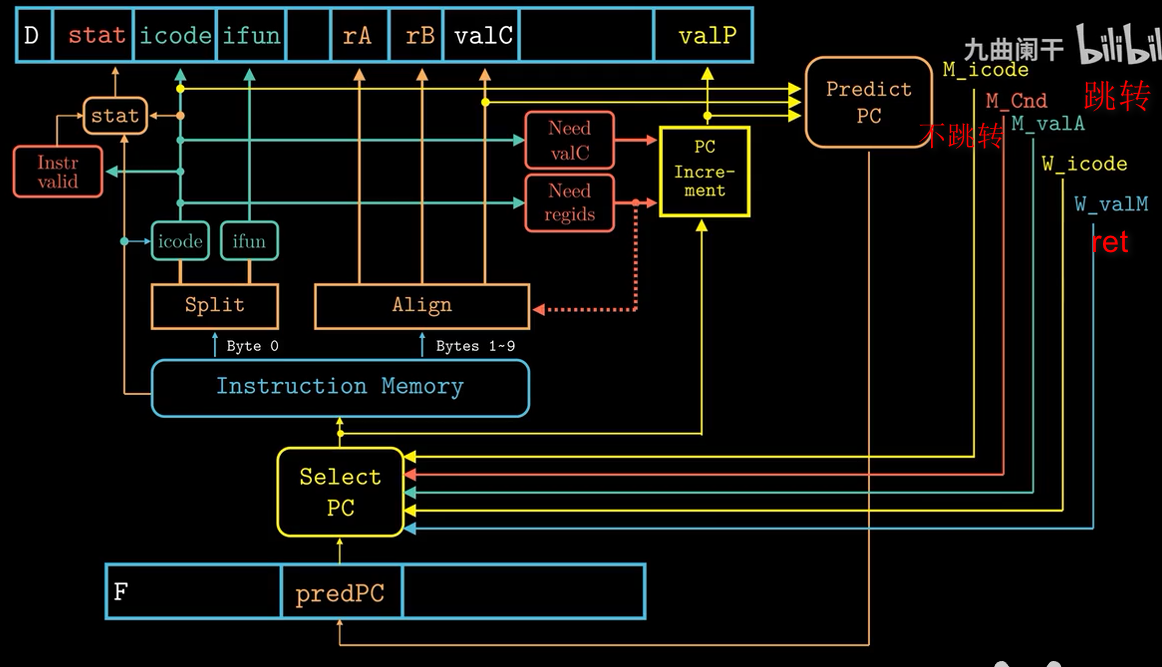 D stat icode ifun rA rB valC valP
九曲阑干 bilibil
M_icode
Predict
PC
M_Cnd
跳转
stat
不跳转
M_valA
Need
valC
PC
Incre-
ment
Instr
valid
W_icode
Need
regids
W_valM
icode
ifun
ret
Split
Align
Byte 0
Bytes 1~9
Instruction Memory
Select
PC
F
predPC